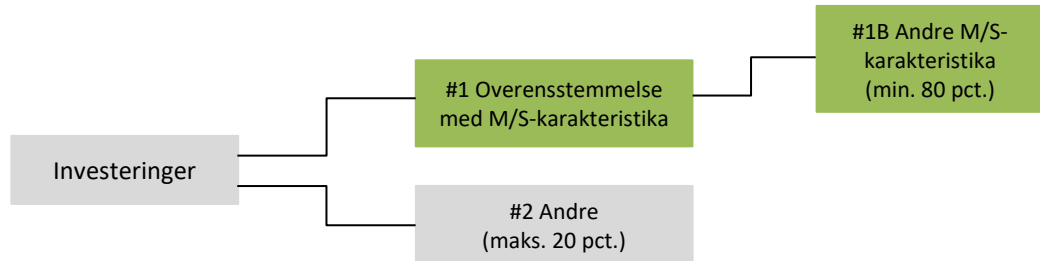 #1B Andre M/S-
karakteristika
(min. 80 pct.)
#1 Overensstemmelse
med M/S-karakteristika
Investeringer
#2 Andre
(maks. 20 pct.)